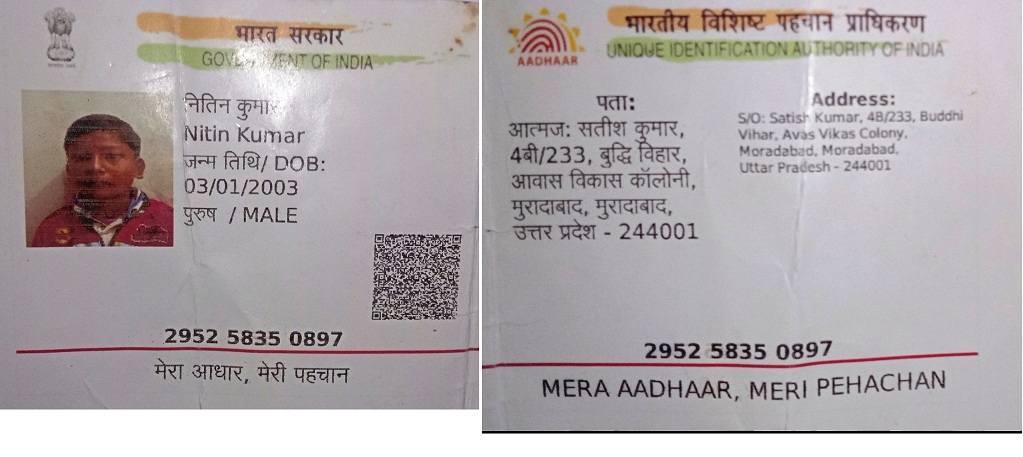 भारत सरकार
GOVERNMENT OF INDIA
नितिन कुमार
Nitin Kumar
जन्म तिथि/ DOB:
03/01/2003
पुरुष / MALE
2952 5835 0897
मेरा आधार, मेरी पहचान
भारतीय विशिष्ट पहचान प्राधिकरण
UNIQUE IDENTIFICATION AUTHORITY OF INDIA
AADHAAR
पता:
आत्मज: सतीश कुमार,
4बी/233, बुद्धि विहार,
आवास विकास कॉलोनी,
मुरादाबाद, मुरादाबाद,
उत्तर प्रदेश - 244001
Address:
S/O: Satish Kumar, 4B/233, Buddhi
Vihar, Avas Vikas Colony,
Moradabad, Moradabad,
Uttar Pradesh - 244001
2952 5835 0897
MERA AADHAAR, MERI PEHACHAN